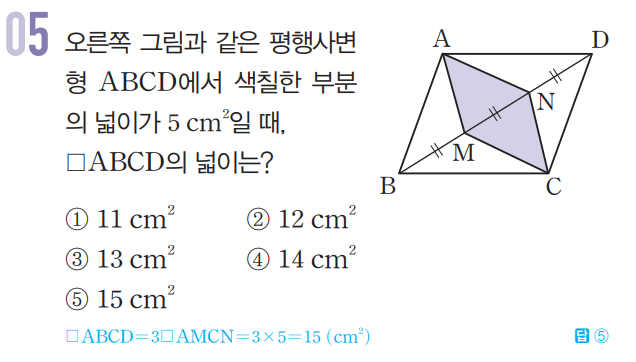 05
오른쪽 그림과 같은 평행사변
형 ABCD에서 색칠한 부분
의 넓이가 5 cm²일 때,
□ABCD의 넓이는?
A
D
N
M
B
C
① 11 cm² ② 12 cm²
③ 13 cm² ④ 14 cm²
⑤ 15 cm²
□ABCD=3□AMCN=3×5=15 (cm²) 답 ⑤